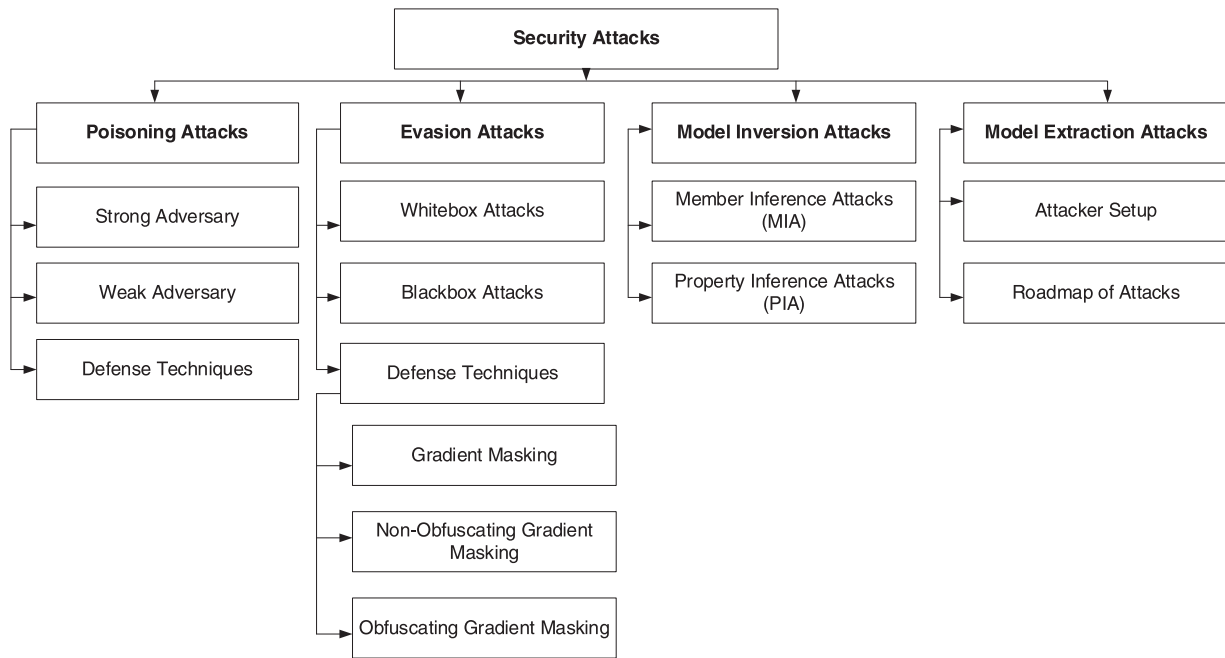 Security Attacks
Poisoning Attacks
Strong Adversary
Weak Adversary
Defense Techniques
Evasion Attacks
Whitebox Attacks
Blackbox Attacks
Defense Techniques
Gradient Masking
Non-Obfuscating Gradient
Masking
Obfuscating Gradient Masking
Model Inversion Attacks
Member Inference Attacks
(MIA)
Property Inference Attacks
(PIA)
Model Extraction Attacks
Attacker Setup
Roadmap of Attacks